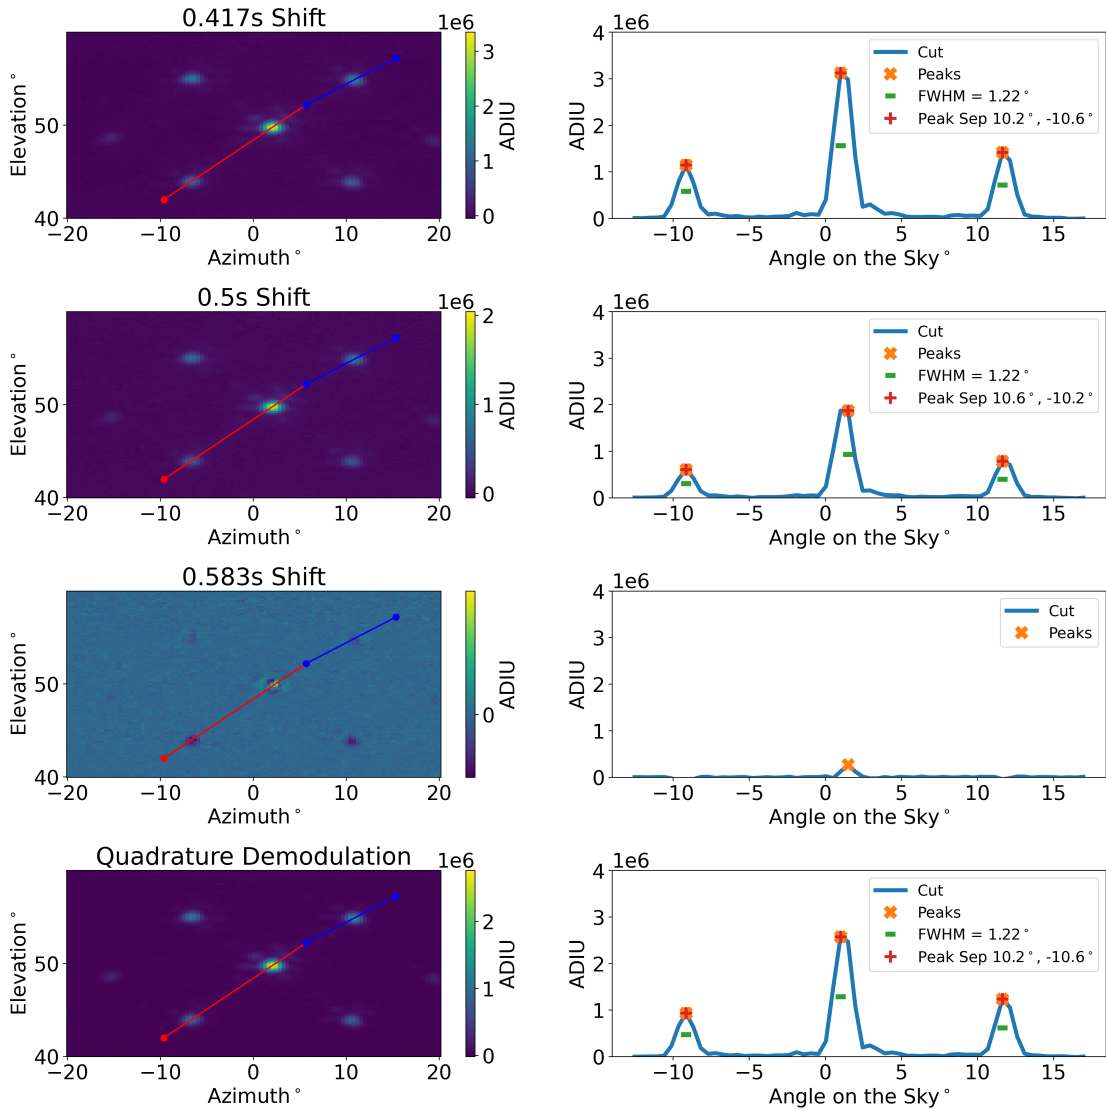 0.417s Shift
1e6
Elevation°
50
40
−20 −10 0 10 20
Azimuth°
3
2
1
0
ADIU
1e6
ADIU
4
3
2
1
0
−10 −5 0 5 10 15
Angle on the Sky°
Cut
Peaks
FWHM = 1.22°
Peak Sep 10.2°, -10.6°
0.5s Shift
1e6
Elevation°
50
40
−20 −10 0 10 20
Azimuth°
2
1
0
ADIU
1e6
ADIU
4
3
2
1
0
−10 −5 0 5 10 15
Angle on the Sky°
Cut
Peaks
FWHM = 1.22°
Peak Sep 10.6°, -10.2°
0.583s Shift
Elevation°
50
40
−20 −10 0 10 20
Azimuth°
0
ADIU
1e6
ADIU
4
3
2
1
0
−10 −5 0 5 10 15
Angle on the Sky°
Cut
Peaks
Quadrature Demodulation
1e6
Elevation°
50
40
−20 −10 0 10 20
Azimuth°
2
1
0
ADIU
1e6
ADIU
4
3
2
1
0
−10 −5 0 5 10 15
Angle on the Sky°
Cut
Peaks
FWHM = 1.22°
Peak Sep 10.2°, -10.6°